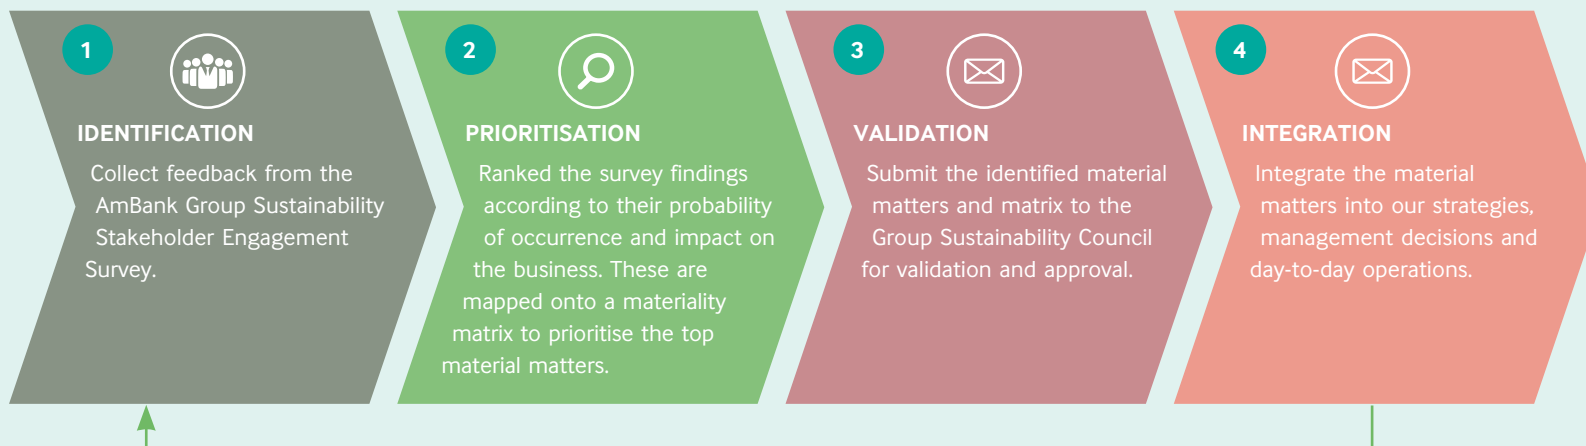 1
IDENTIFICATION
Collect feedback from the
AmBank Group Sustainability
Stakeholder Engagement
Survey.
2
PRIORITISATION
Ranked the survey findings
according to their probability
of occurrence and impact on
the business. These are
mapped onto a materiality
matrix to prioritise the top
material matters.
3
VALIDATION
Submit the identified material
matters and matrix to the
Group Sustainability Council
for validation and approval.
4
INTEGRATION
Integrate the material
matters into our strategies,
management decisions and
day-to-day operations.